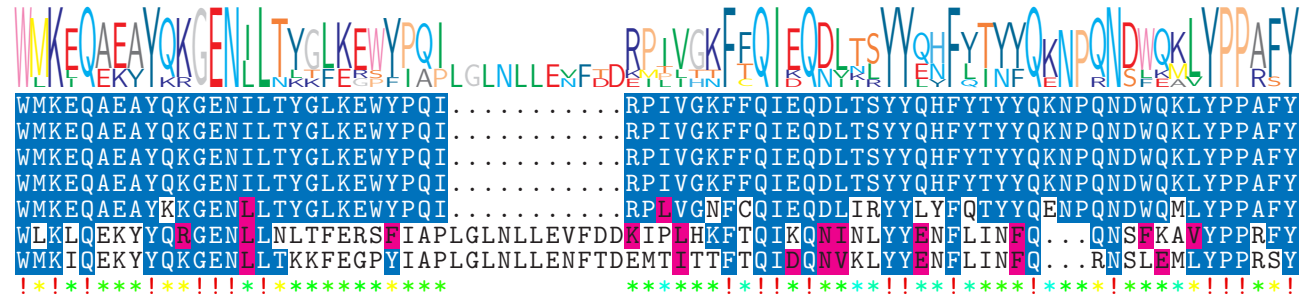 WMKEQAEAYQKGENILTYGLKEWYPQI...........RPIVGKFFQIEQDLTSYYQHFYTYYQKNPQNDWQKLYPPAFY
WMKEQAEAYQKGENILTYGLKEWYPQI...........RPIVGKFFQIEQDLTSYYQHFYTYYQKNPQNDWQKLYPPAFY
WMKEQAEAYQKGENILTYGLKEWYPQI...........RPIVGKFFQIEQDLTSYYQHFYTYYQKNPQNDWQKLYPPAFY
WMKEQAEAYQKGENILTYGLKEWYPQI...........RPIVGKFFQIEQDLTSYYQHFYTYYQKNPQNDWQKLYPPAFY
WMKEQAEAYKKGENLLTYGLKEWYPQI...........RPLVGNFCQIEQDLIRYYLYFQTYYQENPQNDWQMLYPPAFY
WLKLQEKYYQRGENLLNLTFERSFIAPLGLNLLEVFDDKIPLHKFTQIKQNINLYYENFLINFQ...QNSFKAVYPPRFY
WMKIQEKYYQKGENLLTKKFEGPYIAPLGLNLLENFTDEMTITTFTQIDQNVKLYYENFLINFQ...RNSLEMLYPPRSY